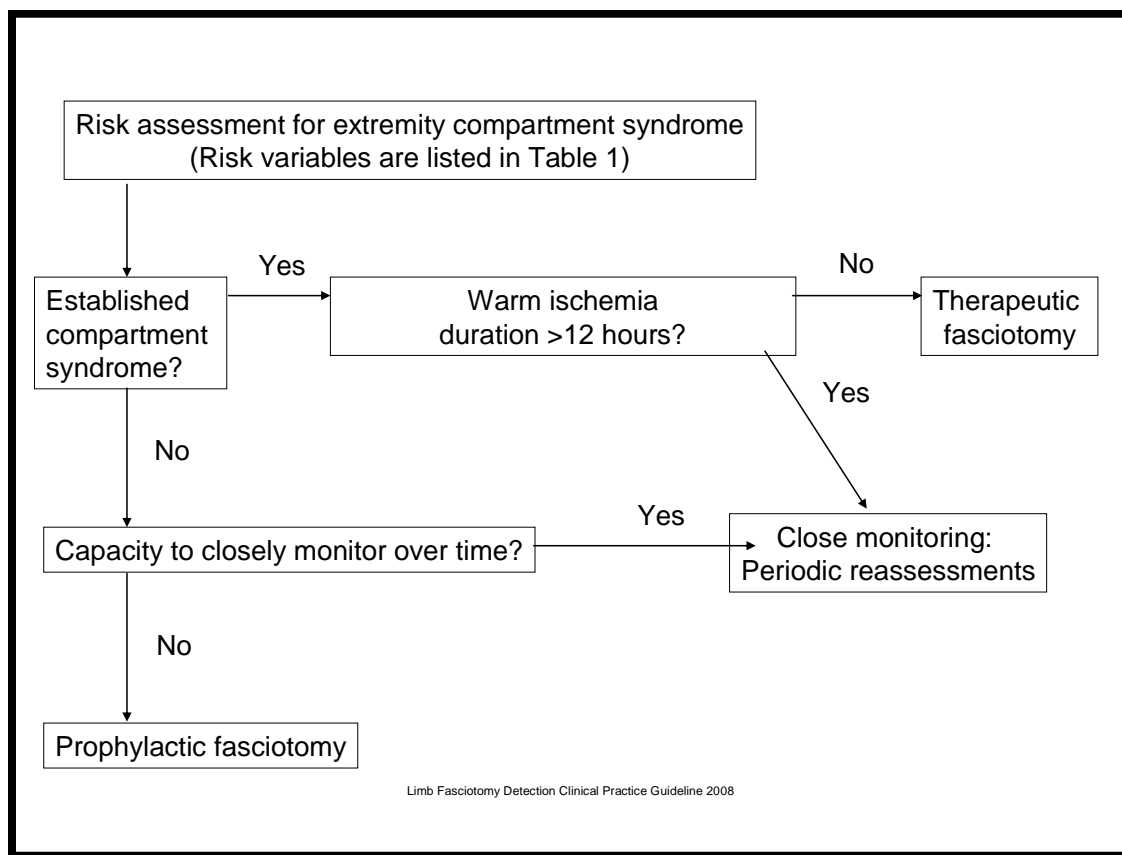 Risk assessment for extremity compartment syndrome
(Risk variables are listed in Table 1)
Yes
No
Established
compartment
syndrome?
Warm ischemia
duration >12 hours?
Therapeutic
fasciotomy
Yes
No
Yes
Capacity to closely monitor over time?
Close monitoring:
Periodic reassessments
No
Prophylactic fasciotomy
Limb Fasciotomy Detection Clinical Practice Guideline 2008